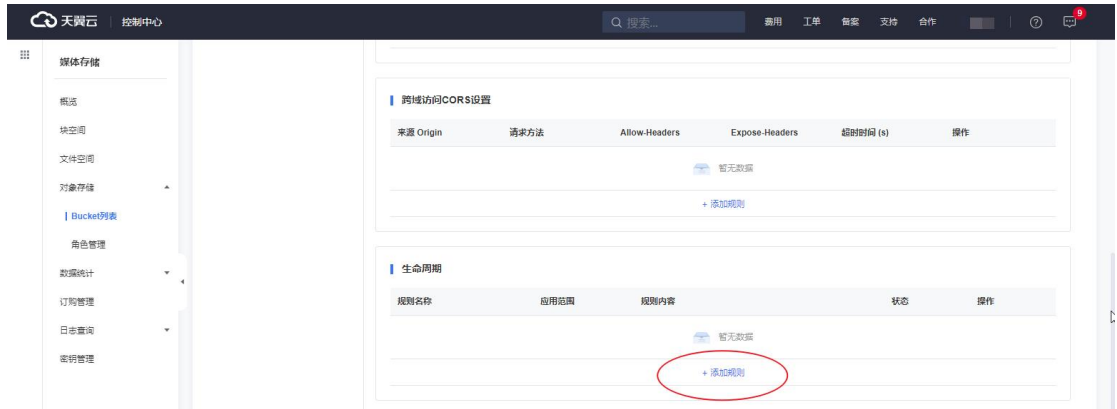 天翼云 控制中心 搜索... 费用 工单 备案 支持 合作 9
媒体存储
概览
块空间
文件空间
对象存储
Bucket列表
角色管理
数据统计
订购管理
日志查询
密钥管理
跨域访问CORS设置
来源 Origin 请求方法 Allow-Headers Expose-Headers 超时时间 (s) 操作
暂无数据
+ 添加规则
生命周期
规则名称 应用范围 规则内容 状态 操作
暂无数据
+ 添加规则